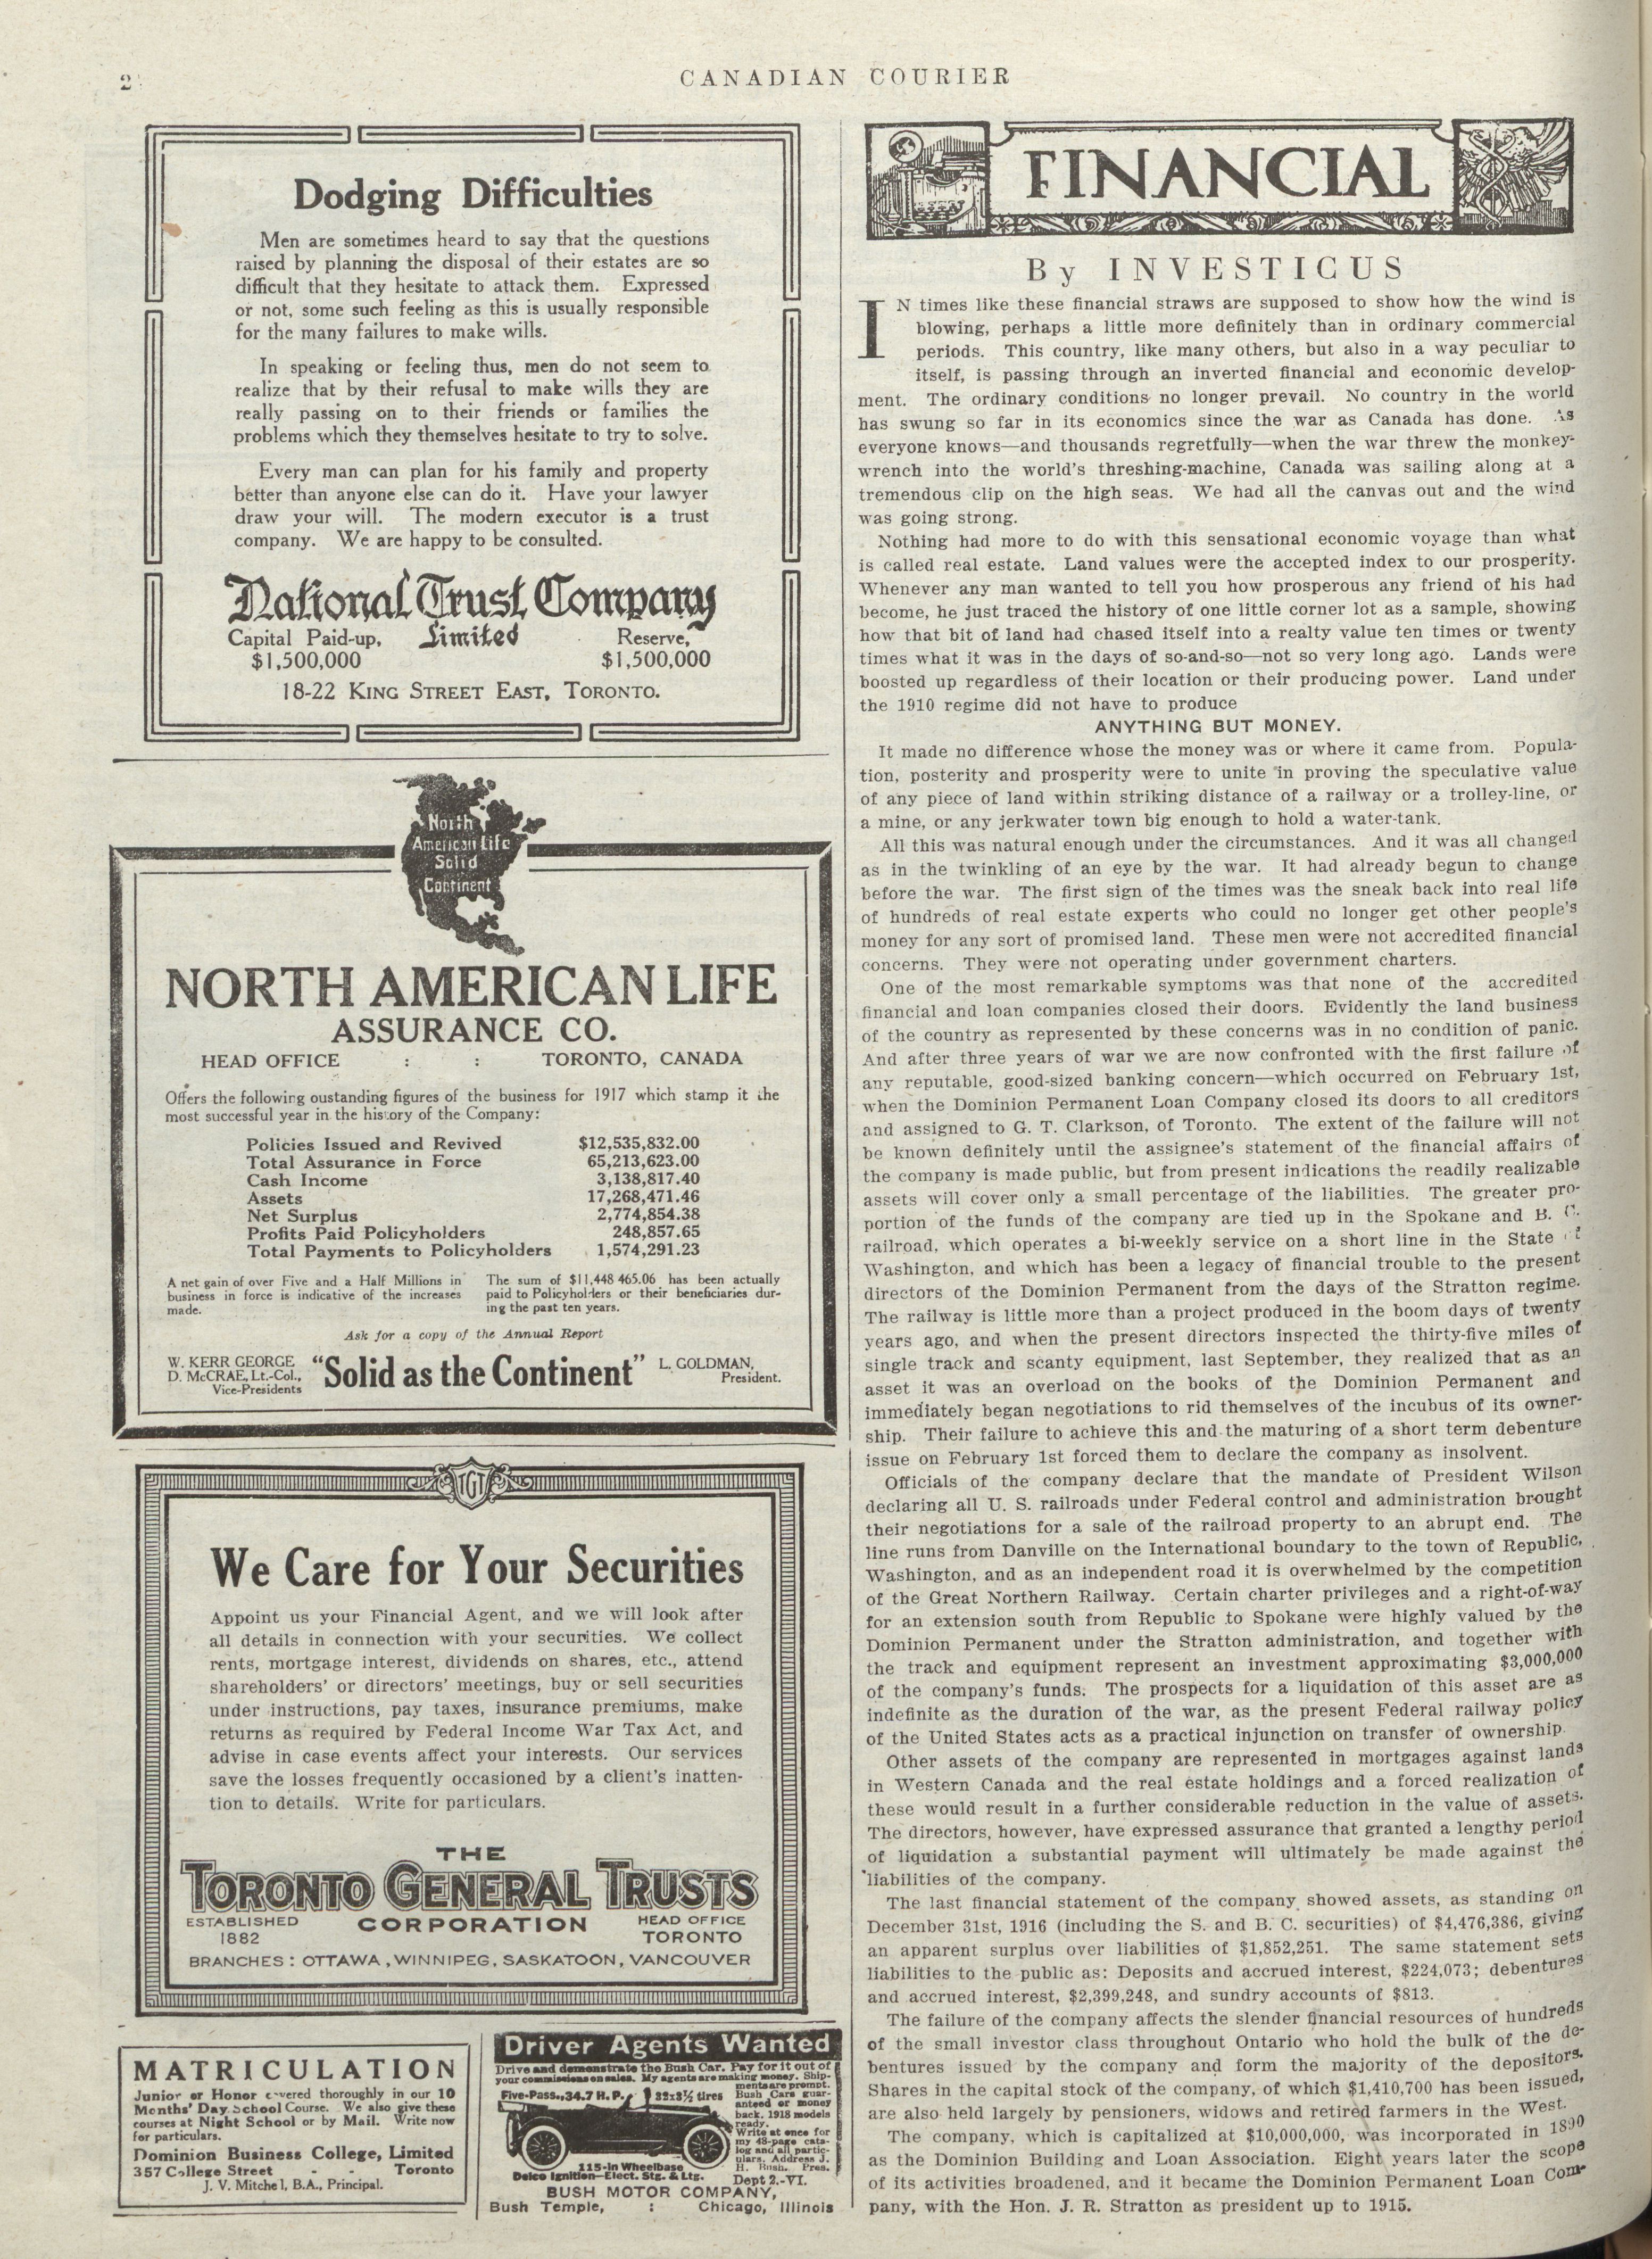 2
CANADIAN COURIER
Dodging Difficulties
Men are sometimes heard to say that the questions
raised by planning the disposal of their estates are so
difficult that they hesitate to attack them. Expressed
or not, some such feeling as this is usually responsible
for the many failures to make wills.
In speaking or feeling thus, men do not seem to
realize that by their refusal to make wills they are
really passing on to their friends or families the
problems which they themselves hesitate to try to solve.
Every man can plan for his family and property
better than anyone else can do it. Have your lawyer
draw your will. The modern executor is a trust
company. We are happy to be consulted.
National Trust Company
Capital Paid-up, Limited Reserve,
$1,500,000 $1,500,000
18-22 KING STREET EAST, TORONTO.
North
American Life
Solid
Continent
NORTH AMERICAN LIFE
ASSURANCE CO.
HEAD OFFICE : : TORONTO, CANADA
Offers the following oustanding figures of the business for 1917 which stamp it the
most successful year in the history of the Company:
Policies Issued and Revived $12,535,832.00
Total Assurance in Force 65,213,623.00
Cash Income 3,138,817.40
Assets 17,268,471.46
Net Surplus 2,774,854.38
Profits Paid Policyholders 248,857.65
Total Payments to Policyholders 1,574,291.23
A net gain of over Five and a Half Millions in
business in force is indicative of the increases
made.
The sum of $11,448 465.06 has been actually
paid to Policyholders or their beneficiaries dur-
ing the past ten years.
Ask for a copy of the Annual Report
W. KERR GEORGE
D. McCRAE, Lt.-Col.,
Vice-Presidents
"Solid as the Continent"
L. GOLDMAN,
President.
TGT
We Care for Your Securities
Appoint us your Financial Agent, and we will look after
all details in connection with your securities. We collect
rents, mortgage interest, dividends on shares, etc., attend
shareholders' or directors' meetings, buy or sell securities
under instructions, pay taxes, insurance premiums, make
returns as required by Federal Income War Tax Act, and
advise in case events affect your interests. Our services
save the losses frequently occasioned by a client's inatten-
tion to details. Write for particulars.
THE
TORONTO GENERAL TRUSTS
CORPORATION
ESTABLISHED
1882
HEAD OFFICE
TORONTO
BRANCHES: OTTAWA, WINNIPEG, SASKATOON, VANCOUVER
MATRICULATION
Junior or Honor covered thoroughly in our 10
Months' Day School Course. We also give these
courses at Night School or by Mail. Write now
for particulars.
Dominion Business College, Limited
357 College Street - - Toronto
J. V. Mitchel, B.A., Principal.
Driver Agents Wanted
Drive and demonstrate the Bush Car. Pay for it out of
your commissions on sales. My agents are making money. Ship-
ments are prompt.
Five-Pass., 34.7 H. P. 32x3½ tires
Bush Cars guar-
anteed or money
back. 1918 models
ready.
Write at once for
my 48-page cata-
log and all partic-
ulars. Address J.
H. Bush. Pres.
115-in Wheelbase
Delco Ignition—Elect. Stg. & Ltg.
Dept 2.-VI.
BUSH MOTOR COMPANY,
Bush Temple, : Chicago, Illinois
FINANCIAL
By INVESTICUS
IN times like these financial straws are supposed to show how the wind is
blowing, perhaps a little more definitely than in ordinary commercial
periods. This country, like many others, but also in a way peculiar to
itself, is passing through an inverted financial and economic develop-
ment. The ordinary conditions no longer prevail. No country in the world
has swung so far in its economics since the war as Canada has done. As
everyone knows—and thousands regretfully—when the war threw the monkey-
wrench into the world's threshing-machine, Canada was sailing along at a
tremendous clip on the high seas. We had all the canvas out and the wind
was going strong.
Nothing had more to do with this sensational economic voyage than what
is called real estate. Land values were the accepted index to our prosperity.
Whenever any man wanted to tell you how prosperous any friend of his had
become, he just traced the history of one little corner lot as a sample, showing
how that bit of land had chased itself into a realty value ten times or twenty
times what it was in the days of so-and-so—not so very long ago. Lands were
boosted up regardless of their location or their producing power. Land under
the 1910 regime did not have to produce
ANYTHING BUT MONEY.
It made no difference whose the money was or where it came from. Popula-
tion, posterity and prosperity were to unite in proving the speculative value
of any piece of land within striking distance of a railway or a trolley-line, or
a mine, or any jerkwater town big enough to hold a water-tank.
All this was natural enough under the circumstances. And it was all changed
as in the twinkling of an eye by the war. It had already begun to change
before the war. The first sign of the times was the sneak back into real life
of hundreds of real estate experts who could no longer get other people's
money for any sort of promised land. These men were not accredited financial
concerns. They were not operating under government charters.
One of the most remarkable symptoms was that none of the accredited
financial and loan companies closed their doors. Evidently the land business
of the country as represented by these concerns was in no condition of panic.
And after three years of war we are now confronted with the first failure of
any reputable, good-sized banking concern—which occurred on February 1st,
when the Dominion Permanent Loan Company closed its doors to all creditors
and assigned to G. T. Clarkson, of Toronto. The extent of the failure will not
be known definitely until the assignee's statement of the financial affairs of
the company is made public, but from present indications the readily realizable
assets will cover only a small percentage of the liabilities. The greater pro-
portion of the funds of the company are tied up in the Spokane and B. C.
railroad, which operates a bi-weekly service on a short line in the State of
Washington, and which has been a legacy of financial trouble to the present
directors of the Dominion Permanent from the days of the Stratton regime.
The railway is little more than a project produced in the boom days of twenty
years ago, and when the present directors inspected the thirty-five miles of
single track and scanty equipment, last September, they realized that as an
asset it was an overload on the books of the Dominion Permanent and
immediately began negotiations to rid themselves of the incubus of its owner-
ship. Their failure to achieve this and the maturing of a short term debenture
issue on February 1st forced them to declare the company as insolvent.
Officials of the company declare that the mandate of President Wilson
declaring all U. S. railroads under Federal control and administration brought
their negotiations for a sale of the railroad property to an abrupt end. The
line runs from Danville on the International boundary to the town of Republic,
Washington, and as an independent road it is overwhelmed by the competition
of the Great Northern Railway. Certain charter privileges and a right-of-way
for an extension south from Republic to Spokane were highly valued by the
Dominion Permanent under the Stratton administration, and together with
the track and equipment represent an investment approximating $3,000,000
of the company's funds. The prospects for a liquidation of this asset are as
indefinite as the duration of the war, as the present Federal railway policy
of the United States acts as a practical injunction on transfer of ownership.
Other assets of the company are represented in mortgages against lands
in Western Canada and the real estate holdings and a forced realization of
these would result in a further considerable reduction in the value of assets.
The directors, however, have expressed assurance that granted a lengthy period
of liquidation a substantial payment will ultimately be made against the
liabilities of the company.
The last financial statement of the company showed assets, as standing on
December 31st, 1916 (including the S. and B. C. securities) of $4,476,386, giving
an apparent surplus over liabilities of $1,852,251. The same statement sets
liabilities to the public as: Deposits and accrued interest, $224,073; debentures
and accrued interest, $2,399,248, and sundry accounts of $813.
The failure of the company affects the slender financial resources of hundreds
of the small investor class throughout Ontario who hold the bulk of the de-
bentures issued by the company and form the majority of the depositors.
Shares in the capital stock of the company, of which $1,410,700 has been issued,
are also held largely by pensioners, widows and retired farmers in the West.
The company, which is capitalized at $10,000,000, was incorporated in 1890
as the Dominion Building and Loan Association. Eight years later the scope
of its activities broadened, and it became the Dominion Permanent Loan Com-
pany, with the Hon. J. R. Stratton as president up to 1915.